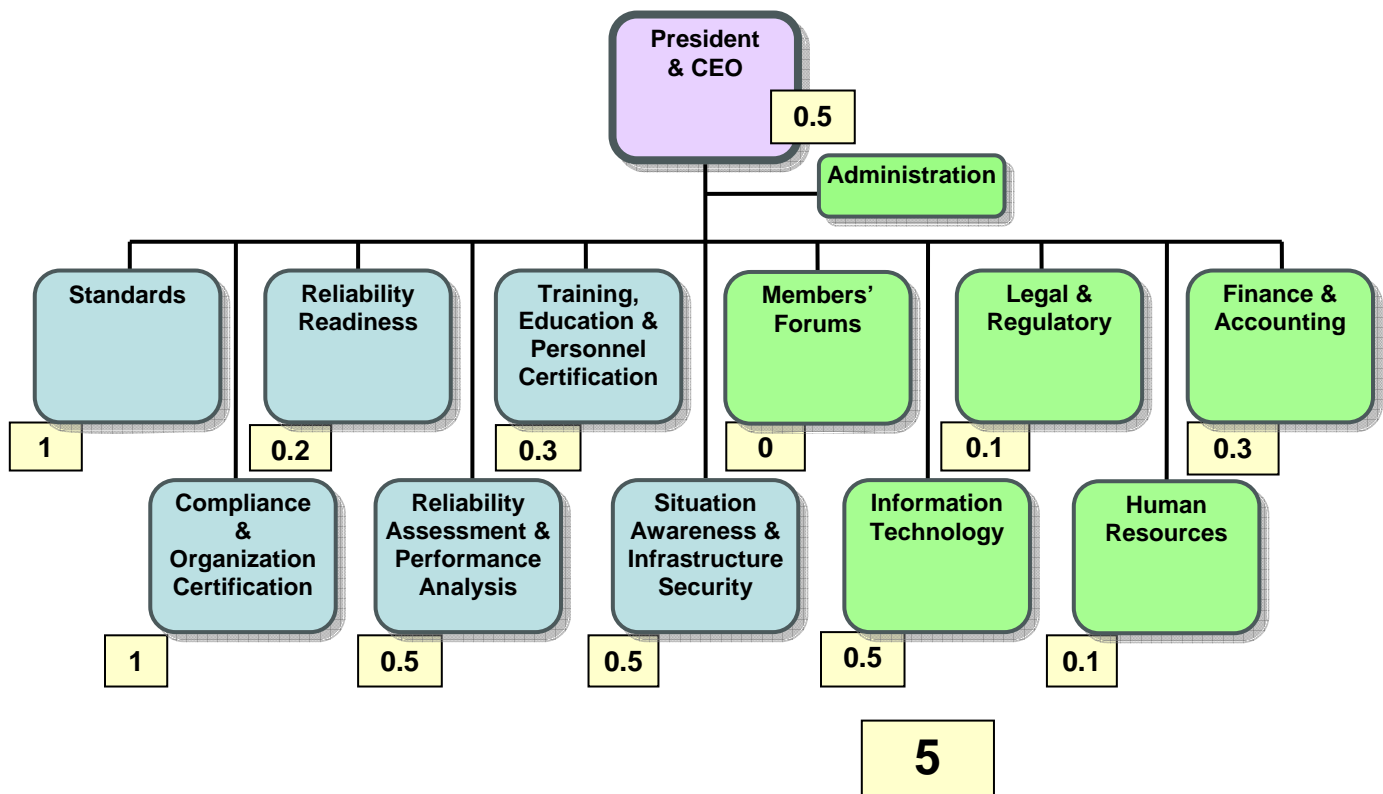 President
& CEO
0.5
Administration
Standards
1
Reliability
Readiness
0.2
Training,
Education &
Personnel
Certification
0.3
Members’
Forums
0
Legal &
Regulatory
0.1
Finance &
Accounting
0.3
Compliance
&
Organization
Certification
1
Reliability
Assessment &
Performance
Analysis
0.5
Situation
Awareness &
Infrastructure
Security
0.5
Information
Technology
0.5
Human
Resources
0.1
5